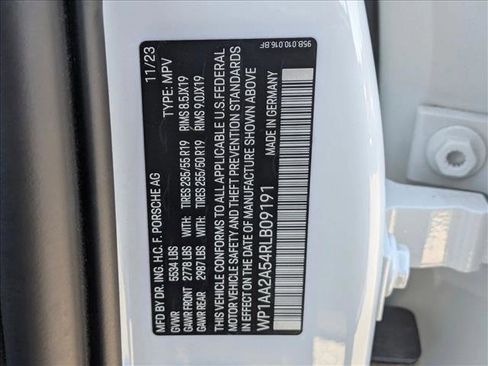 95B.010.016.BF
11/23
MFD BY DR. ING. H.C. F. PORSCHE AG TYPE: MPV
GVWR 5534 LBS
GAWR FRONT 2778 LBS WITH: TIRES 235/55 R19 RIMS 8.5JX19
GAWR REAR 2987 LBS WITH: TIRES 255/50 R19 RIMS 9.0JX19
THIS VEHICLE CONFORMS TO ALL APPLICABLE U.S.FEDERAL
VEHICLE SAFETY AND THEFT PREVENTION STANDARDS
IN EFFECT ON THE DATE OF MANUFACTURE SHOWN ABOVE
WP1AA2A54RLB09191 MADE IN GERMANY